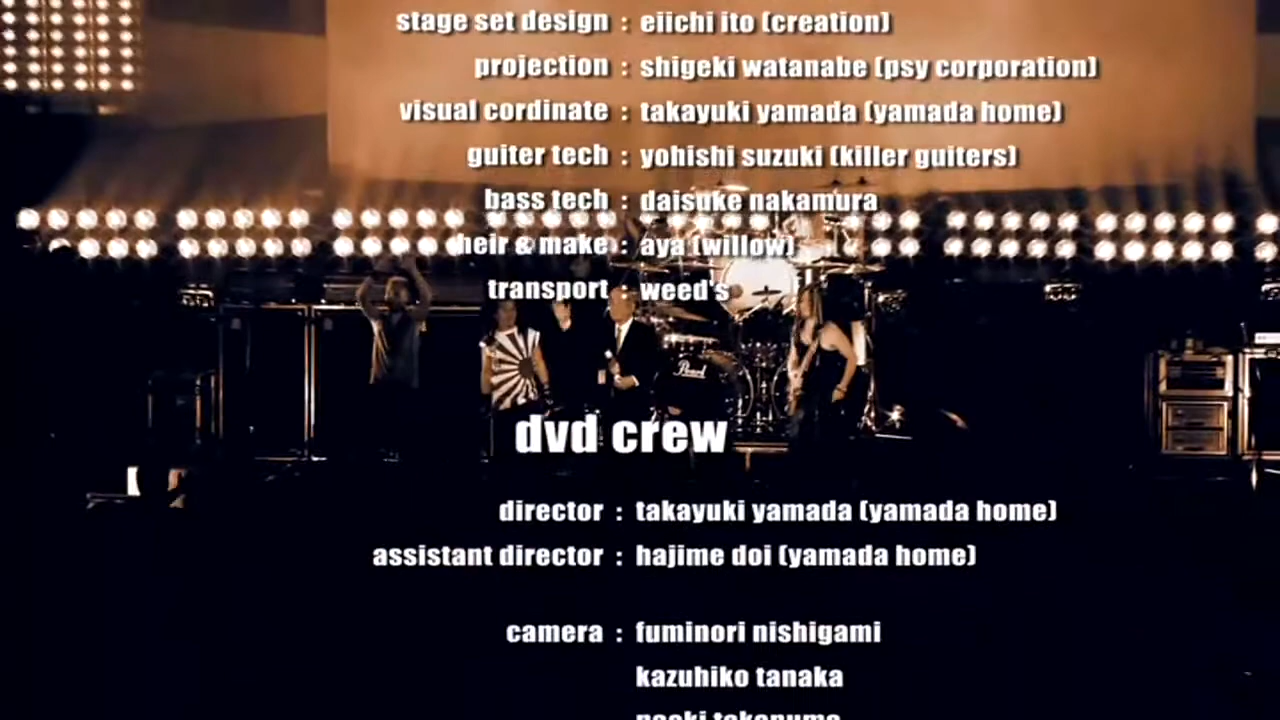 stage set design : eiichi ito (creation)
projection : shigeki watanabe (psy corporation)
visual cordinate : takayuki yamada (yamada home)
guiter tech : yohishi suzuki (killer guiters)
bass tech : daisuke nakamura
heir & make : aya (willow)
transport : weed's
Pearl
dvd crew
director : takayuki yamada (yamada home)
assistant director : hajime doi (yamada home)
camera : fuminori nishigami
kazuhiko tanaka